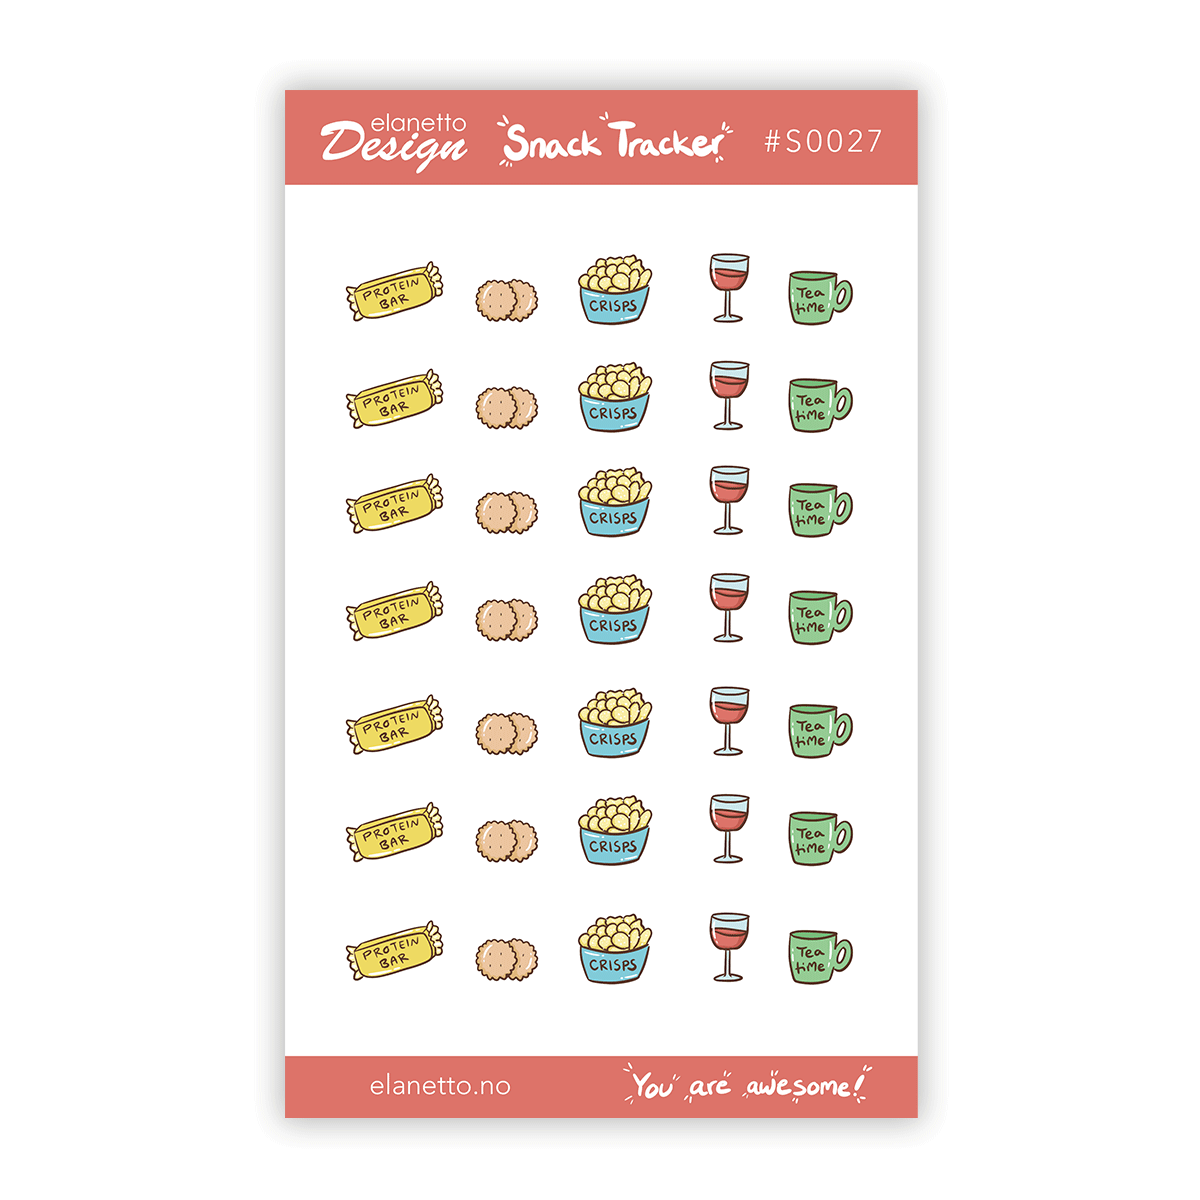 elanetto
Design
Snack Tracker
#S0027
PROTEIN
BAR
CRISPS
Tea
time
PROTEIN
BAR
CRISPS
Tea
time
PROTEIN
BAR
CRISPS
Tea
time
PROTEIN
BAR
CRISPS
Tea
time
PROTEIN
BAR
CRISPS
Tea
time
PROTEIN
BAR
CRISPS
Tea
time
PROTEIN
BAR
CRISPS
Tea
time
elanetto.no
You are awesome!